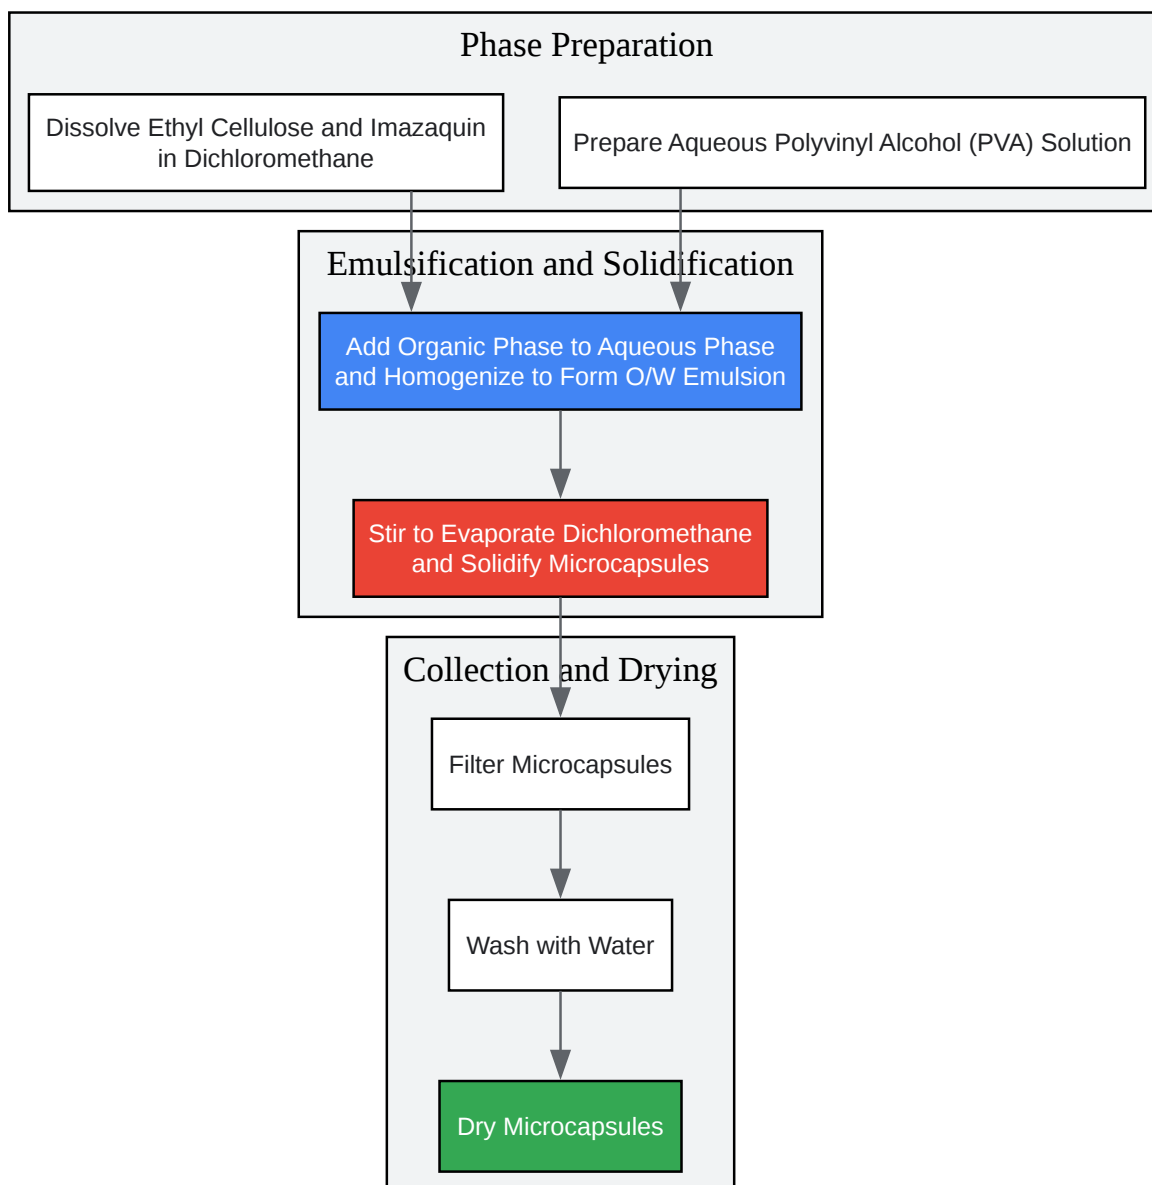 Phase Preparation
Dissolve Ethyl Cellulose and Imazaquin
in Dichloromethane
Prepare Aqueous Polyvinyl Alcohol (PVA) Solution
Emulsification and Solidification
Add Organic Phase to Aqueous Phase
and Homogenize to Form O/W Emulsion
Stir to Evaporate Dichloromethane
and Solidify Microcapsules
Collection and Drying
Filter Microcapsules
Wash with Water
Dry Microcapsules